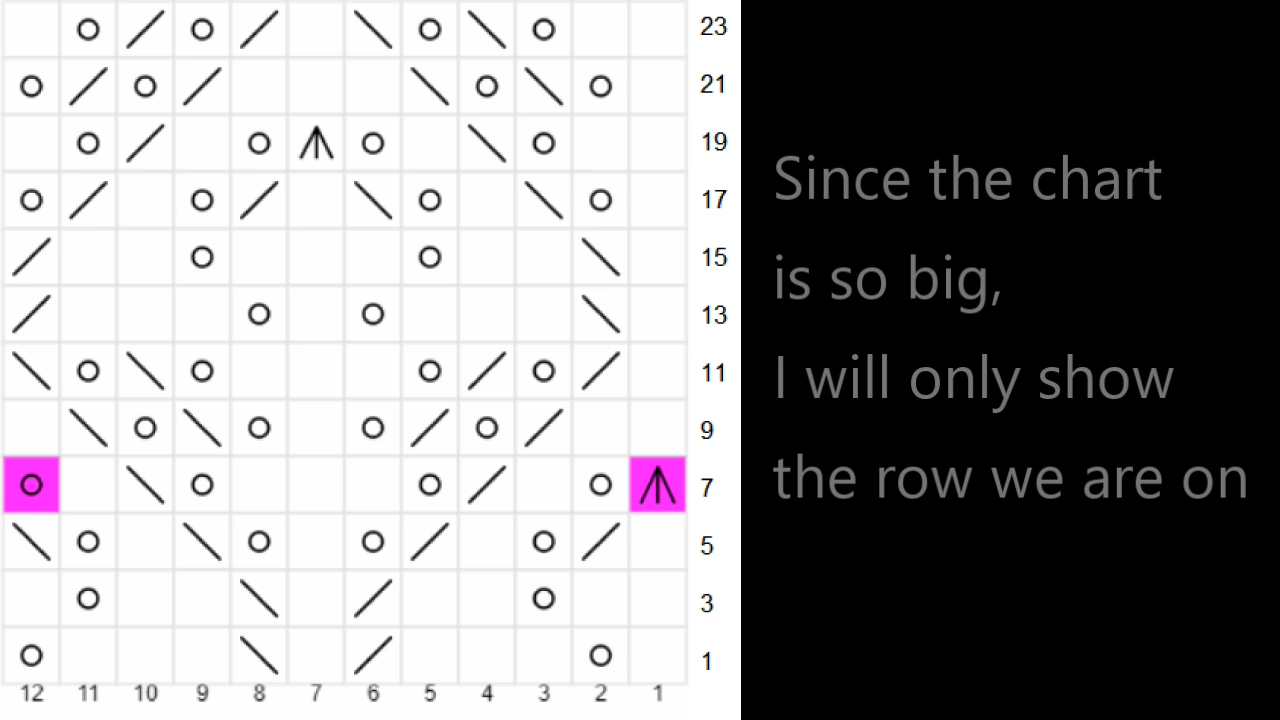 23
21
19
17
15
13
11
9
7
5
3
1
12 11 10 9 8 7 6 5 4 3 2 1
Since the chart
is so big,
I will only show
the row we are on